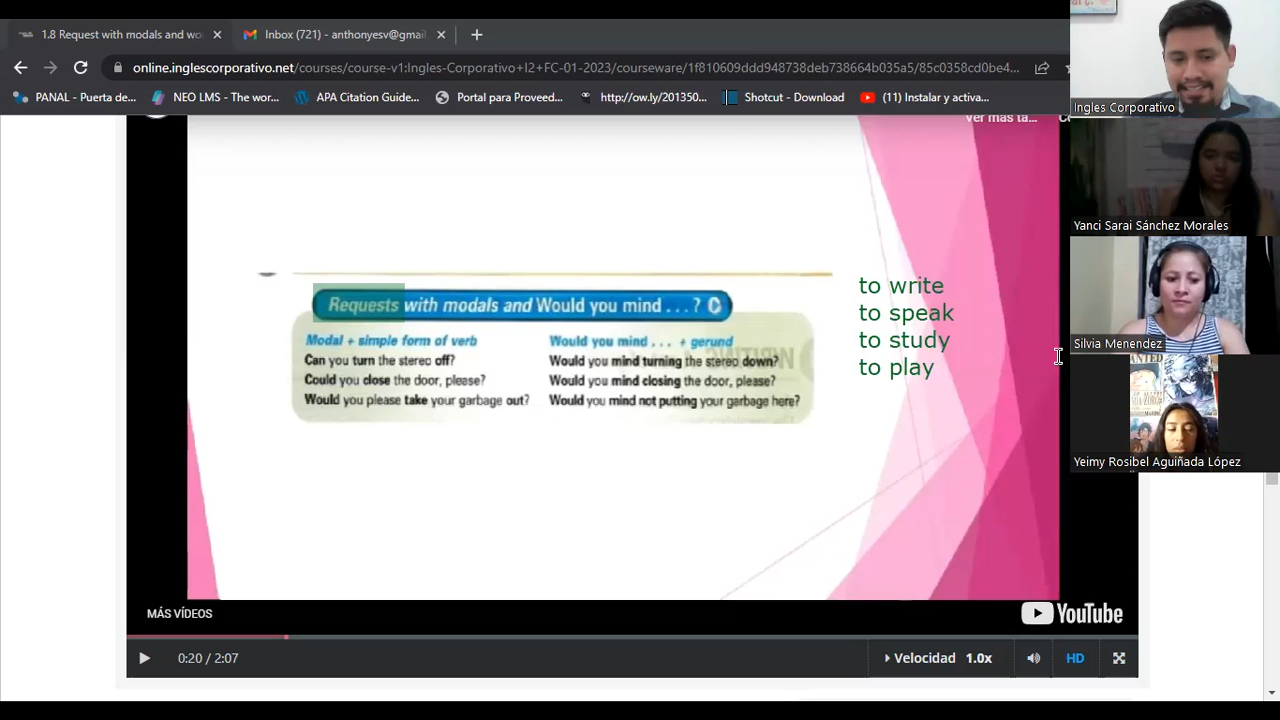 1.8 Request with modals and wo
Inbox (721) - anthonyesv@gmail.
online.inglescorporativo.net/courses/course-v1:Ingles-Corporativo+I2+FC-01-2023/courseware/1f810609ddd948738deb738664b035a5/85c0358cd0be4...
PANAL - Puerta de...
NEO LMS - The wor...
APA Citation Guide...
Portal para Proveed...
http://ow.ly/201350...
Shotcut - Download
(11) Instalar y activa...
Ver más ta...
Requests with modals and Would you mind . . . ?
Modal + simple form of verb
Can you turn the stereo off?
Could you close the door, please?
Would you please take your garbage out?
Would you mind . . . + gerund
Would you mind turning the stereo down?
Would you mind closing the door, please?
Would you mind not putting your garbage here?
to write
to speak
to study
to play
MÁS VÍDEOS
YouTube
0:20 / 2:07
Velocidad 1.0x
HD
Ingles Corporativo
Yanci Sarai Sánchez Morales
Silvia Menendez
WANTED
Yeimy Rosibel Aguiñada López